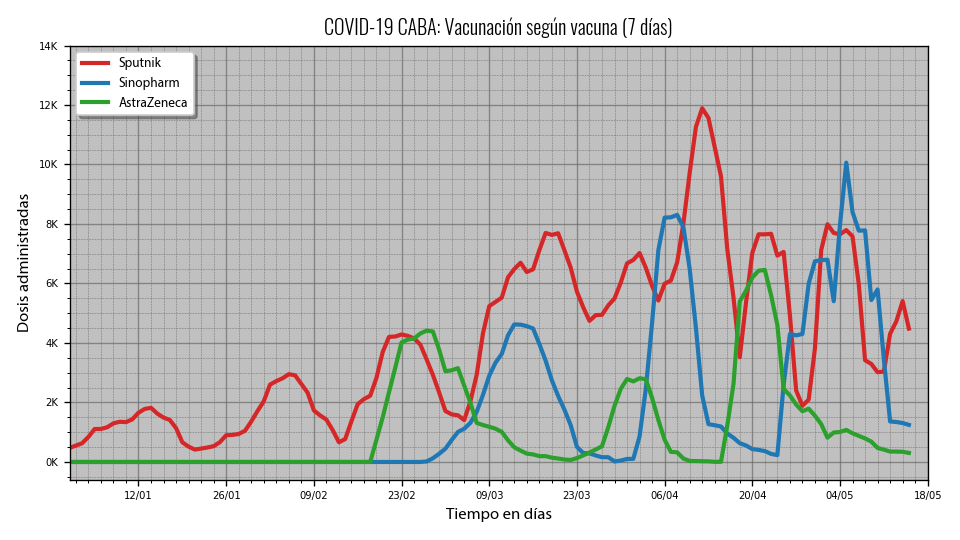 COVID-19 CABA: Vacunación según vacuna (7 días)
Sputnik
Sinopharm
AstraZeneca
Dosis administradas
14K
12K
10K
8K
6K
4K
2K
0K
12/01 26/01 09/02 23/02 09/03 23/03 06/04 20/04 04/05 18/05
Tiempo en días